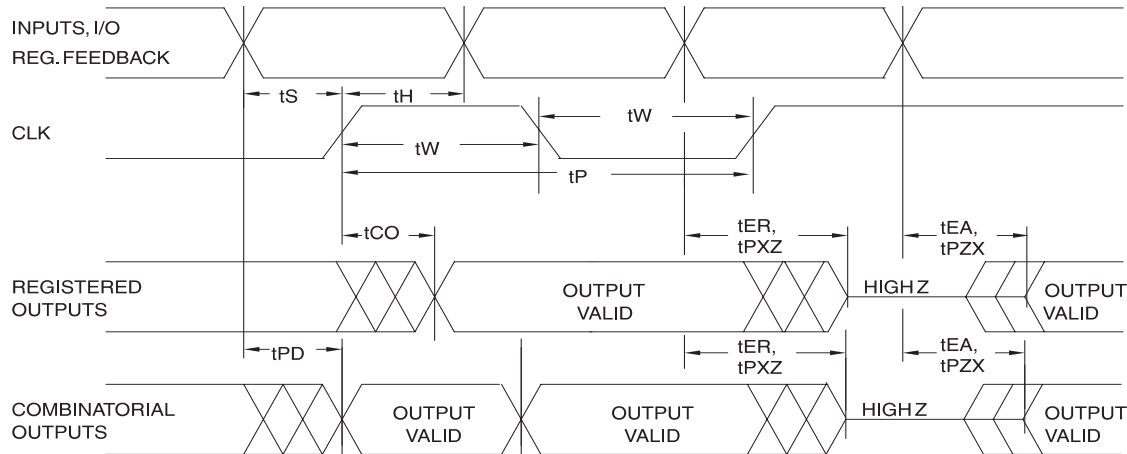 INPUTS, I/O
REG. FEEDBACK
tS
tH
CLK
tW
tW
tP
tCO
tER,
tPXZ
tEA,
tPZX
REGISTERED
OUTPUTS
OUTPUT
VALID
HIGH Z
OUTPUT
VALID
tPD
tER,
tPXZ
tEA,
tPZX
COMBINATORIAL
OUTPUTS
OUTPUT
VALID
OUTPUT
VALID
HIGH Z
OUTPUT
VALID